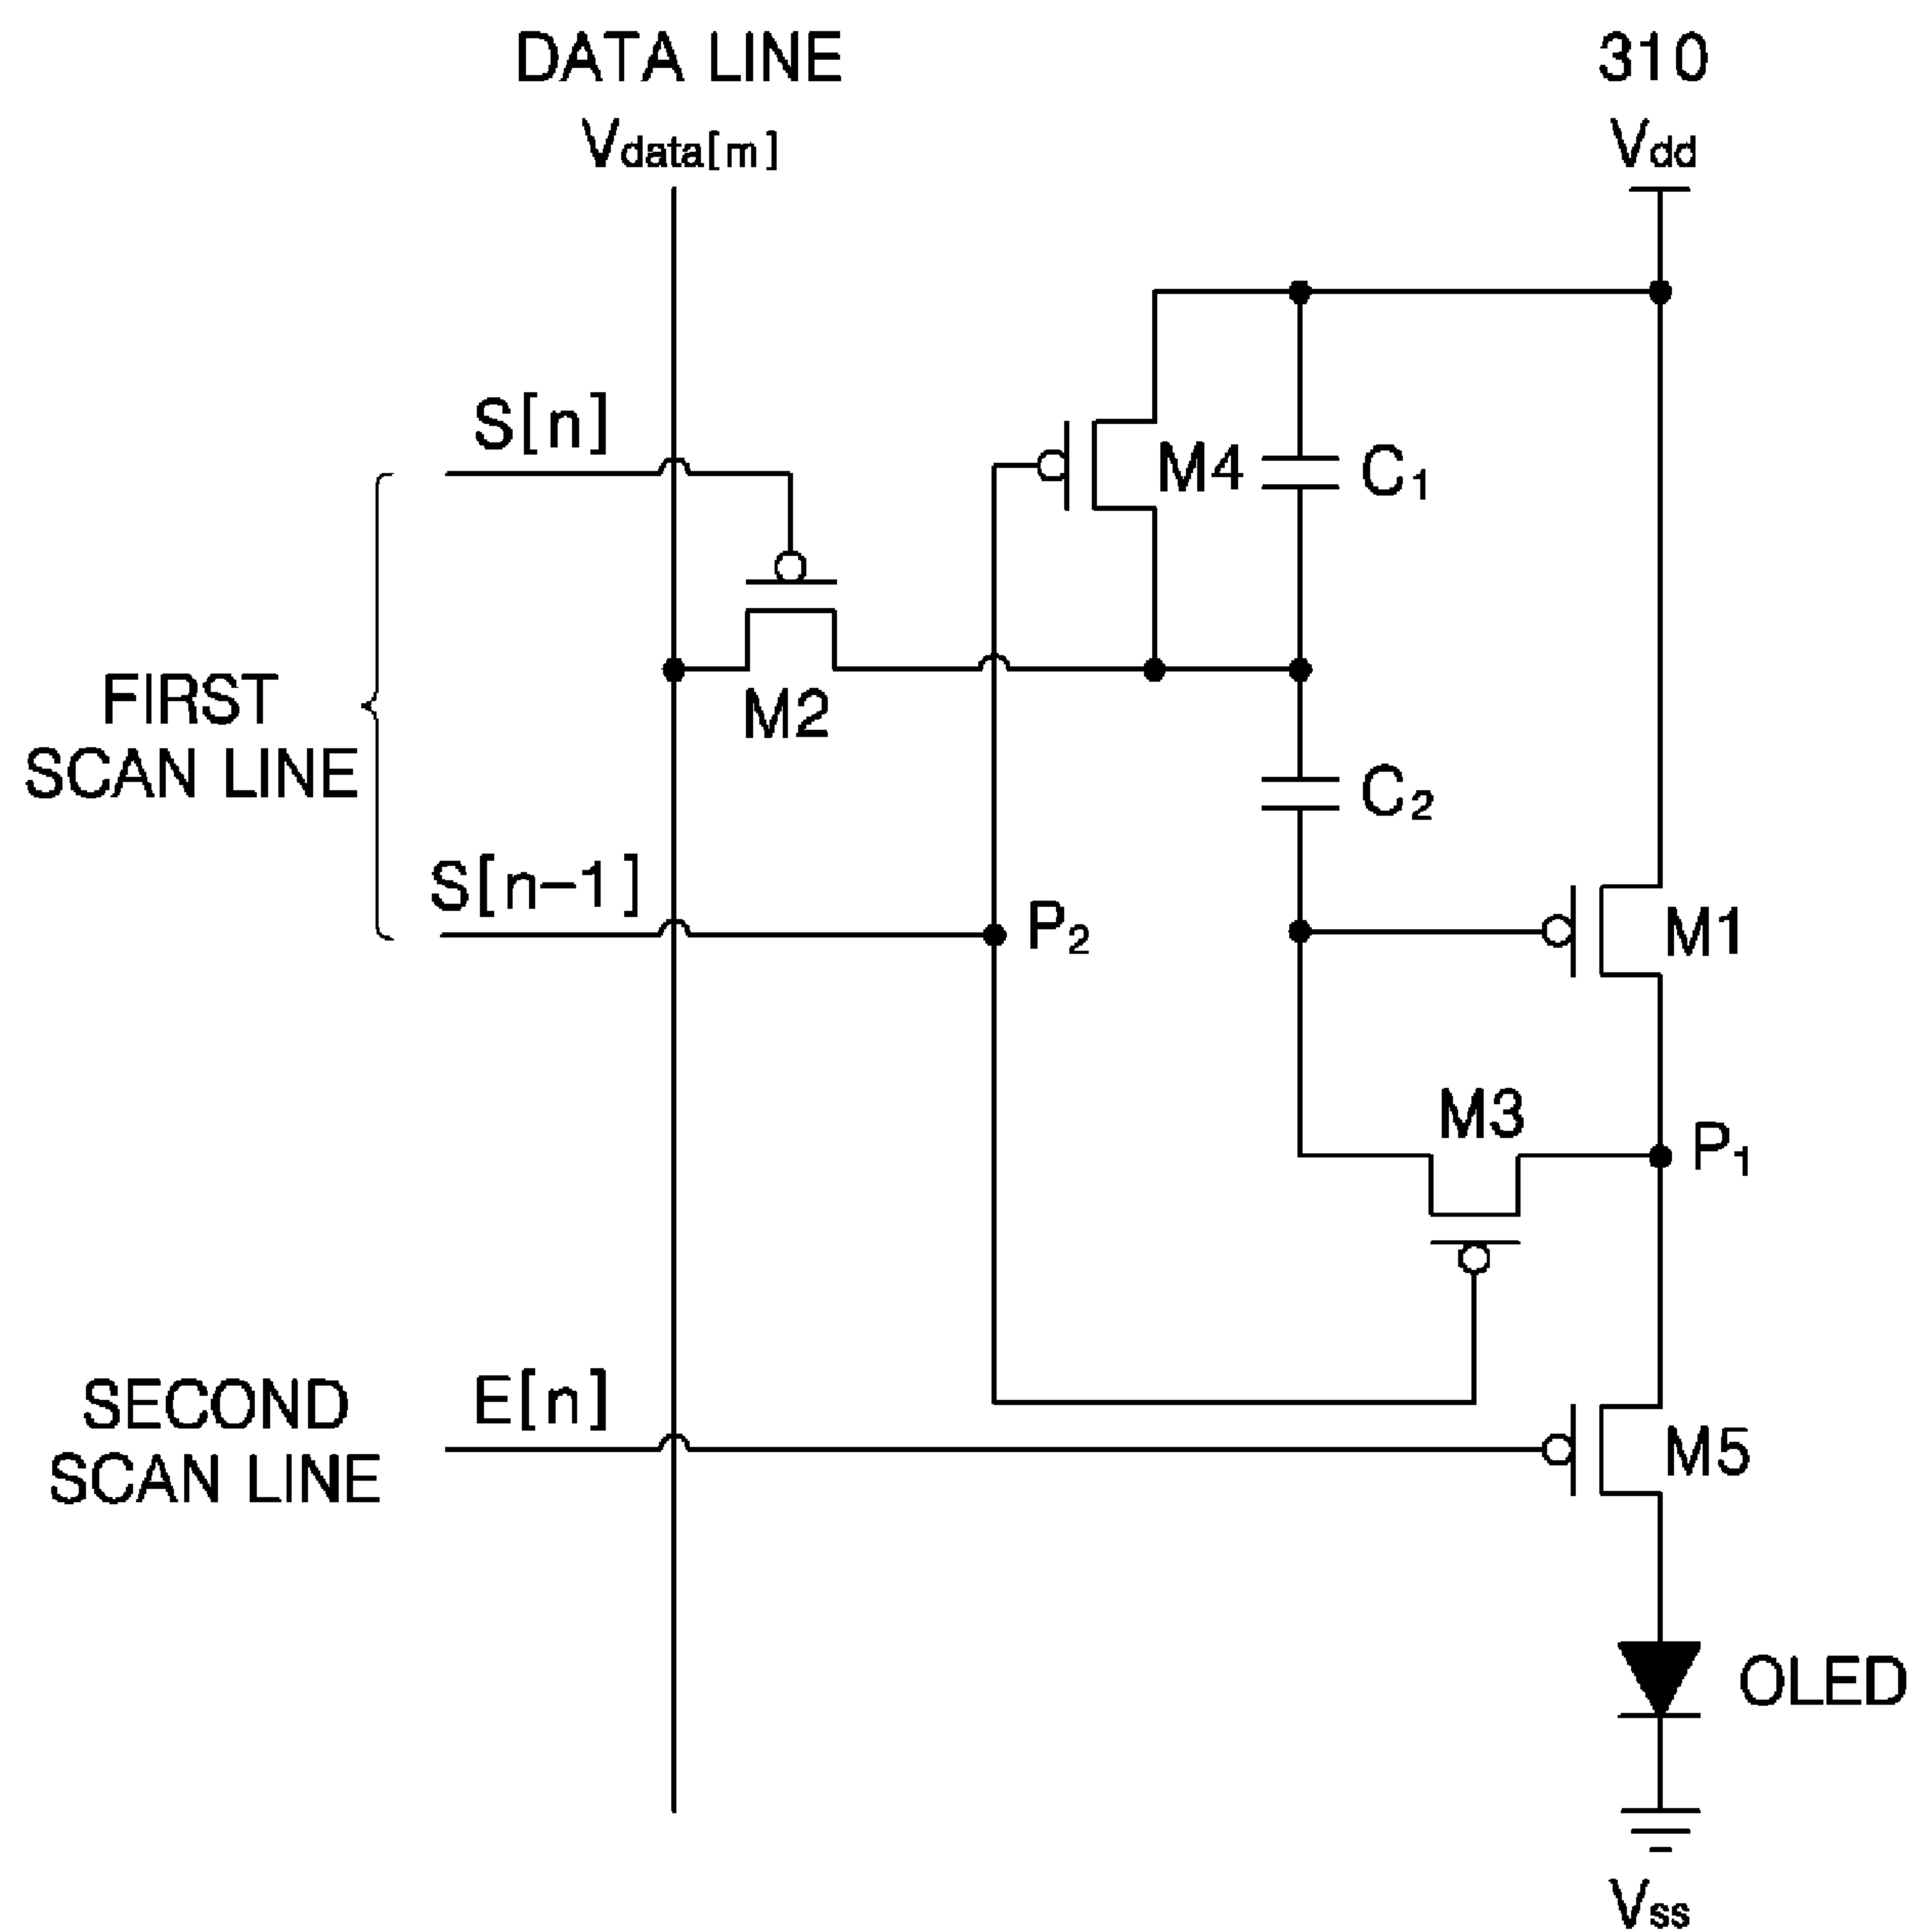 DATA LINE
Vdata[m]
310
Vdd
S[n]
M4
C1
FIRST
SCAN LINE
M2
C2
S[n-1]
P2
M1
M3
P1
SECOND
SCAN LINE
E[n]
M5
OLED
Vss